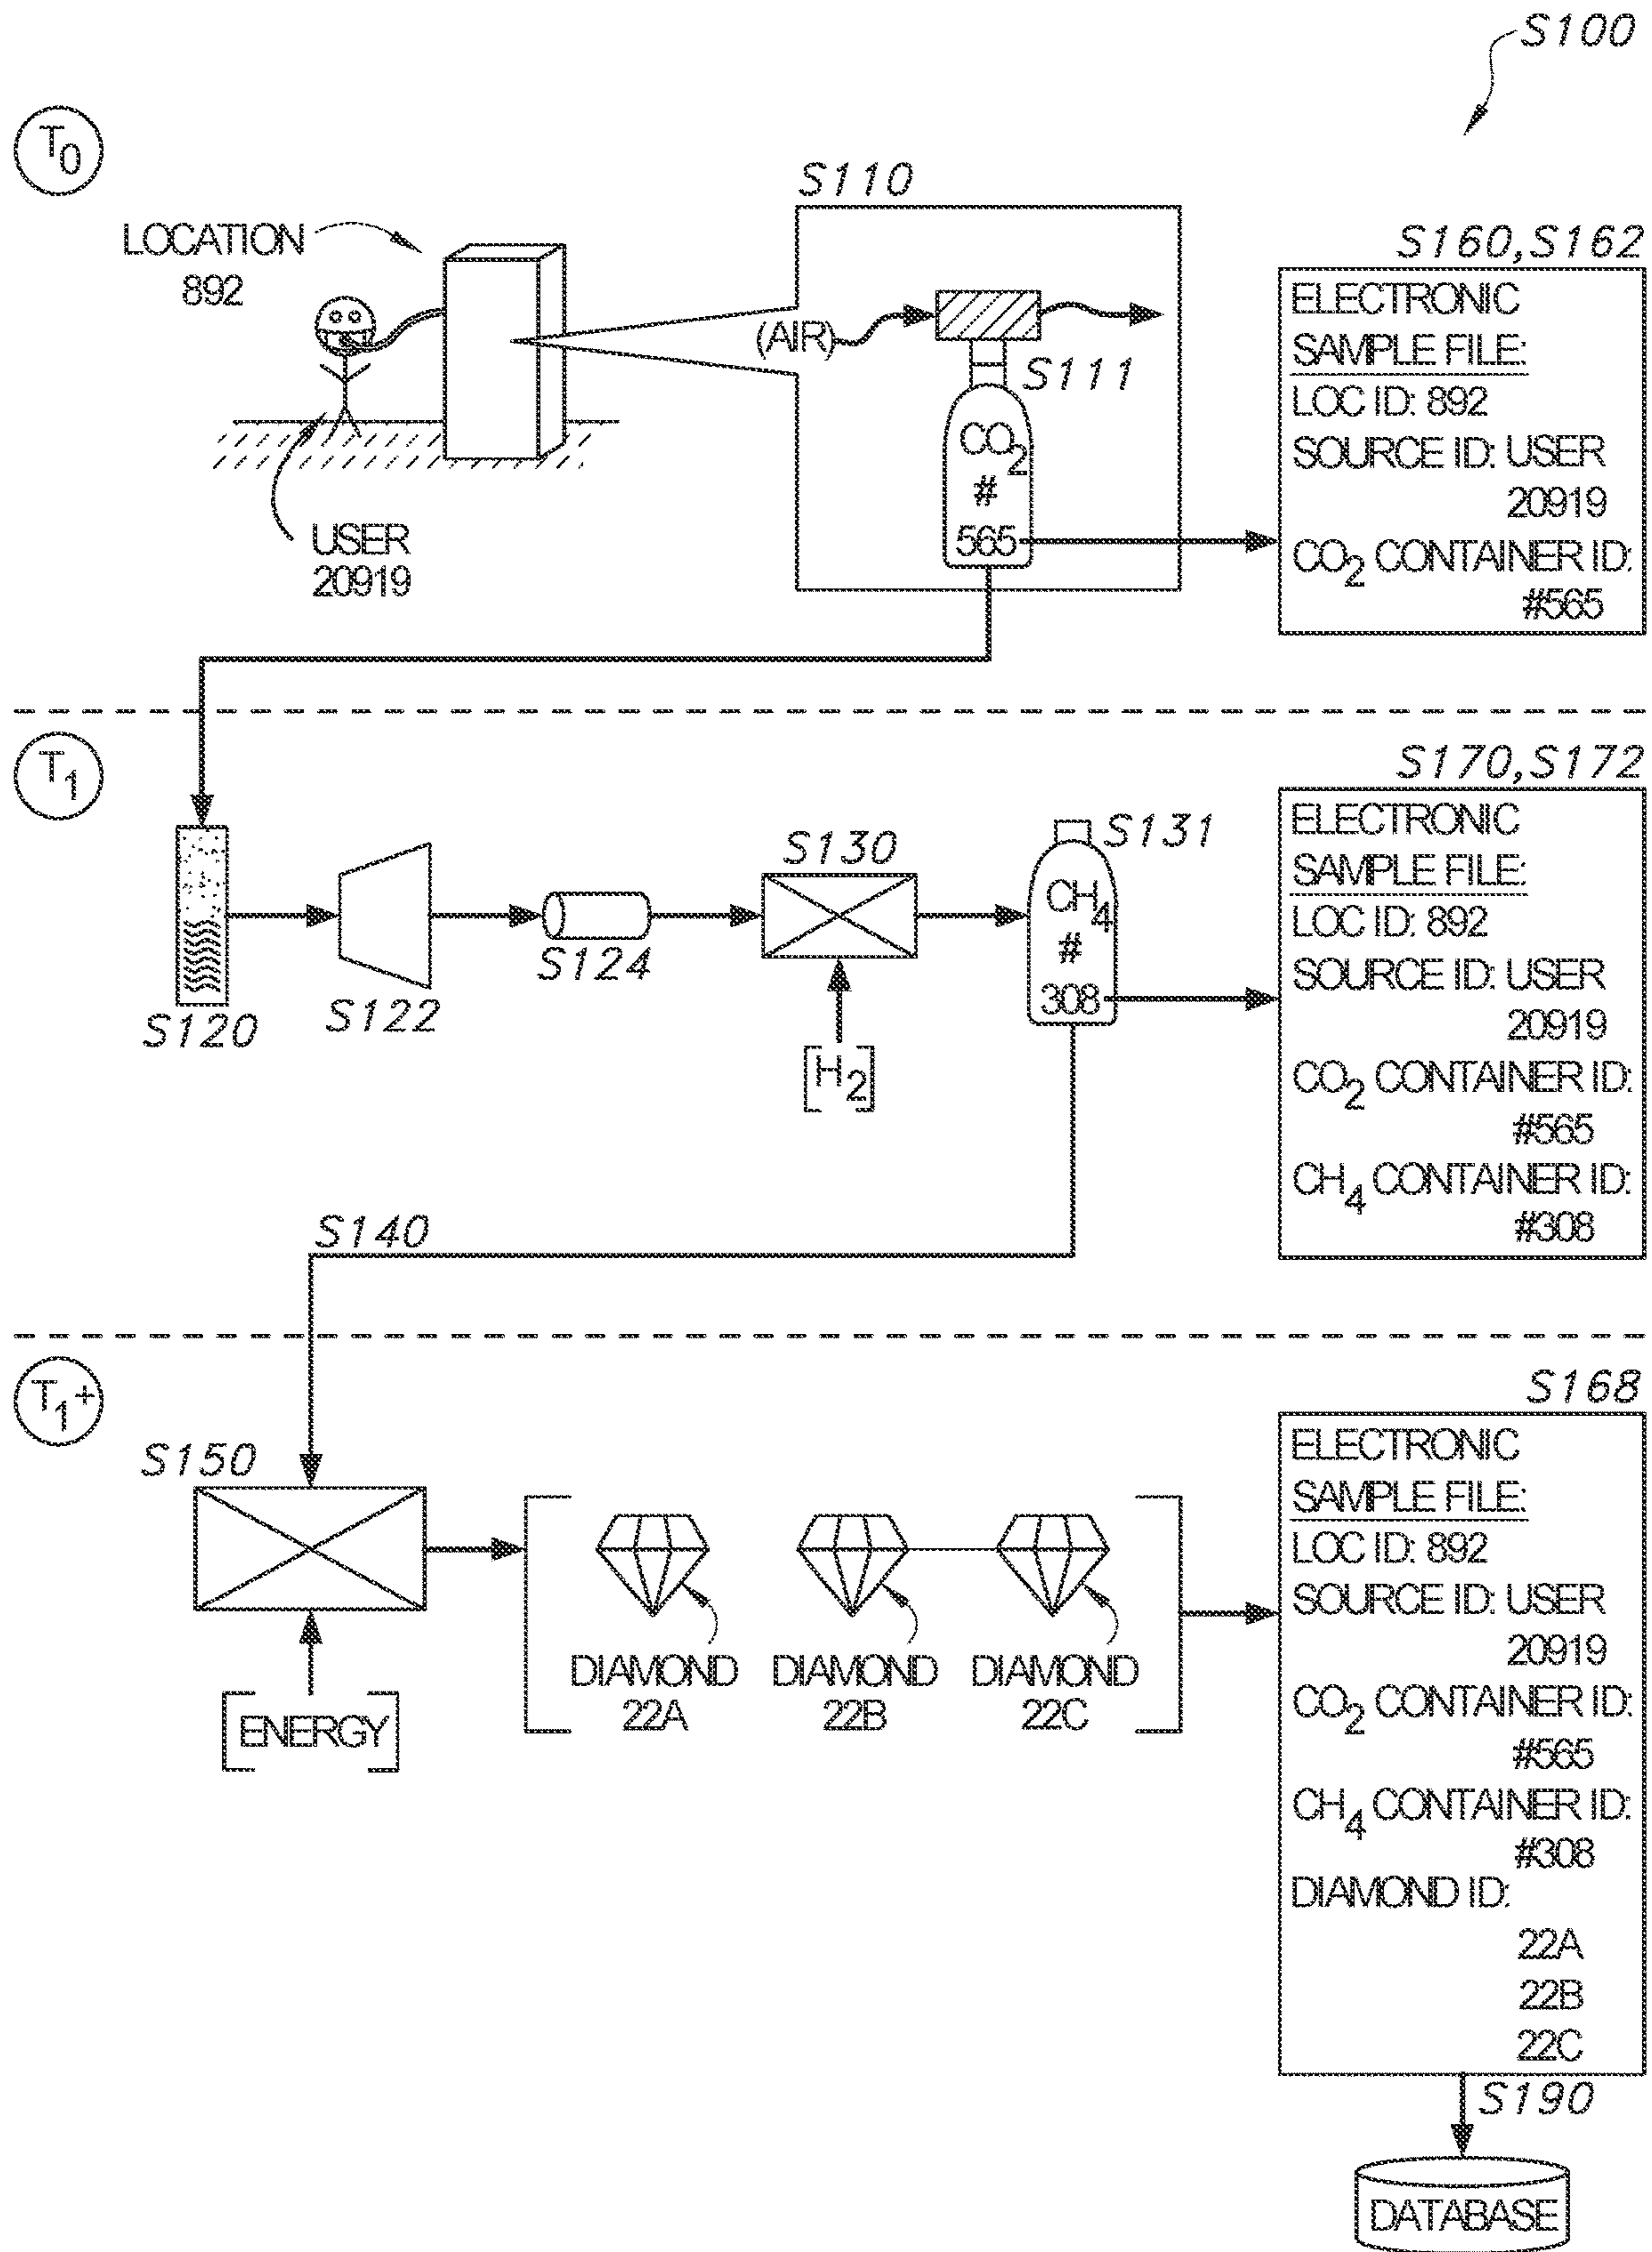 S100
T0
S110
LOCATION
892
S160, S162
(AIR)
S111
CO2
#
565
USER
20919
ELECTRONIC
SAMPLE FILE:
LOC ID: 892
SOURCE ID: USER
20919
CO2 CONTAINER ID:
#565
T1
S170, S172
S120
S122
S124
S130
[H2]
S131
CH4
#
308
ELECTRONIC
SAMPLE FILE:
LOC ID: 892
SOURCE ID: USER
20919
CO2 CONTAINER ID:
#565
CH4 CONTAINER ID:
#308
S140
T1+
S168
S150
[ENERGY]
DIAMOND
22A
DIAMOND
22B
DIAMOND
22C
ELECTRONIC
SAMPLE FILE:
LOC ID: 892
SOURCE ID: USER
20919
CO2 CONTAINER ID:
#565
CH4 CONTAINER ID:
#308
DIAMOND ID:
22A
22B
22C
S190
DATABASE